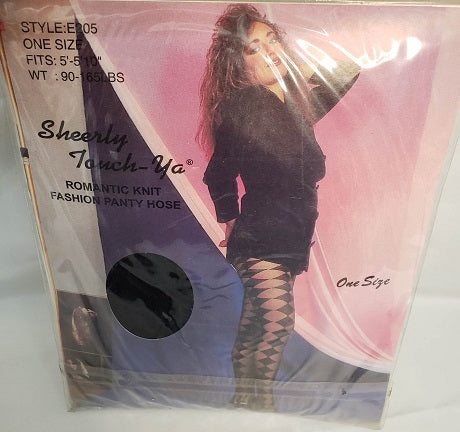 STYLE:E205
ONE SIZE
FITS: 5'-5'10"
WT : 90-165LBS
Sheerly
Touch-Ya®
ROMANTIC KNIT
FASHION PANTY HOSE
One Size